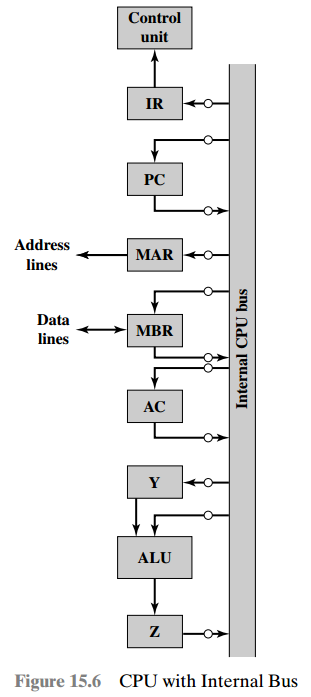 Control
unit
IR
PC
Address
lines
MAR
Data
lines
MBR
Internal CPU bus
AC
Y
ALU
Z
Figure 15.6 CPU with Internal Bus